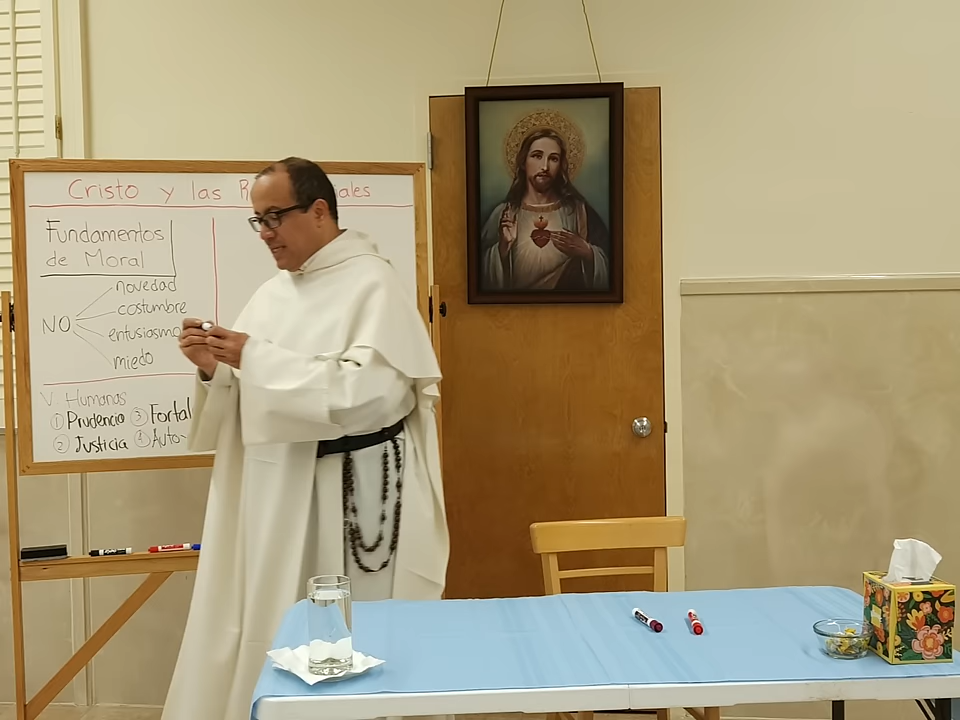 Cristo y las R ales
Fundamentos
de Moral
NO
novedad
costumbre
entusiasmo
miedo
V. Humanas
① Prudencia ③ Fortal
② Justicia ④ Auto